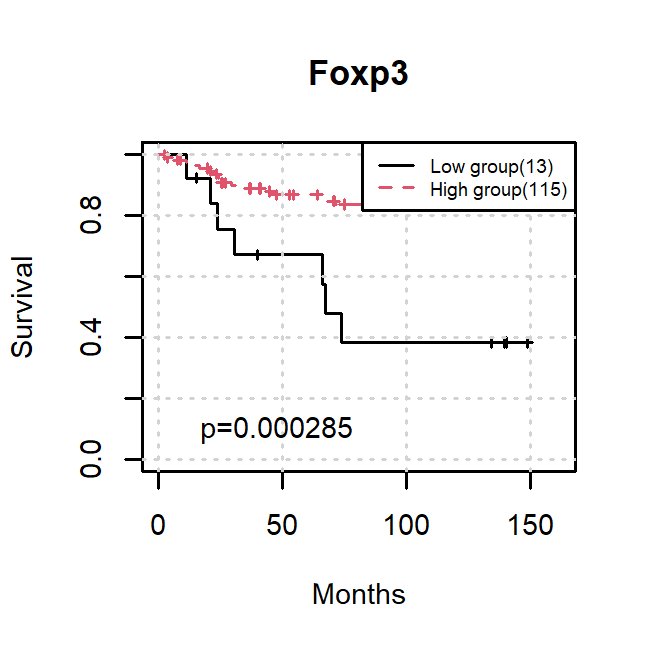 Foxp3
Low group(13)
High group(115)
Survival
0.8
0.4
0.0
p=0.000285
0 50 100 150
Months